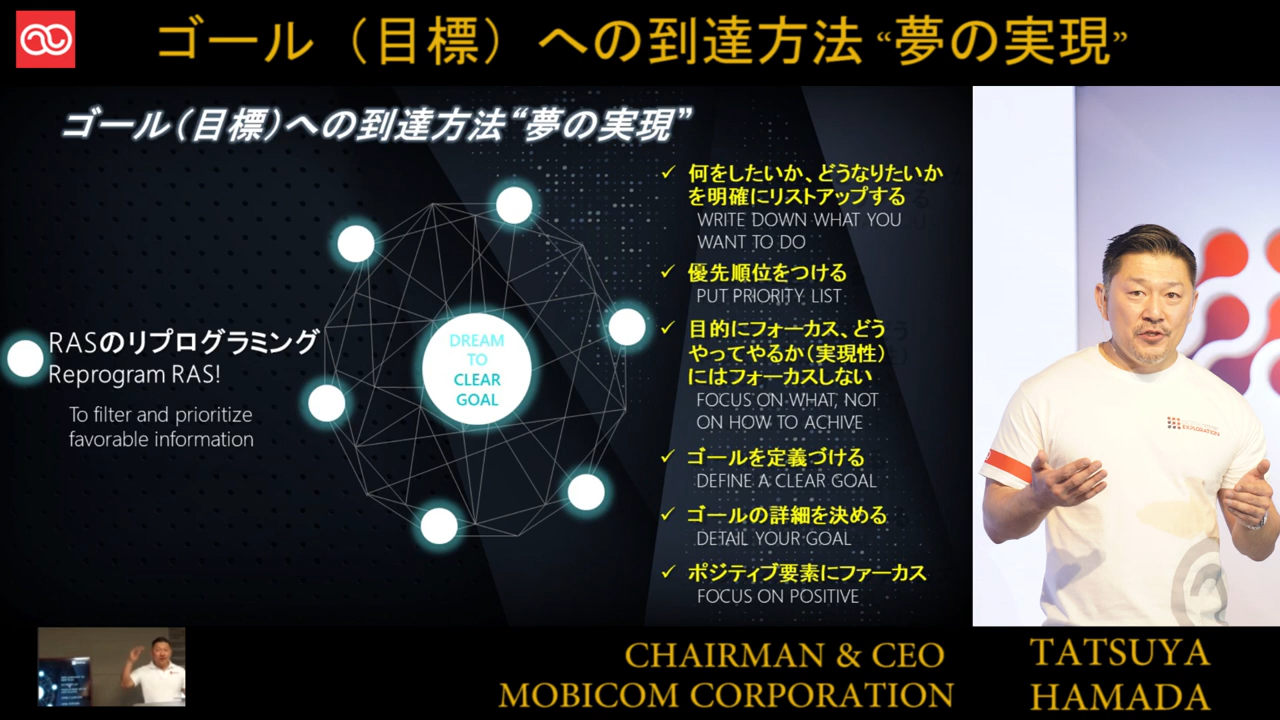 ゴール（目標）への到達方法“夢の実現”
ゴール（目標）への到達方法“夢の実現”
RASのリプログラミング
Reprogram RAS!
To filter and prioritize
favorable information
DREAM
TO
CLEAR
GOAL
✓ 何をしたいか、どうなりたいか
を明確にリストアップする
WRITE DOWN WHAT YOU
WANT TO DO
✓ 優先順位をつける
PUT PRIORITY LIST
✓ 目的にフォーカス、どう
やってやるか（実現性）
にはフォーカスしない
FOCUS ON WHAT, NOT
ON HOW TO ACHIVE
✓ ゴールを定義づける
DEFINE A CLEAR GOAL
✓ ゴールの詳細を決める
DETAIL YOUR GOAL
✓ ポジティブ要素にファーカス
FOCUS ON POSITIVE
EXPLORATION
CHAIRMAN & CEO
MOBICOM CORPORATION
TATSUYA
HAMADA